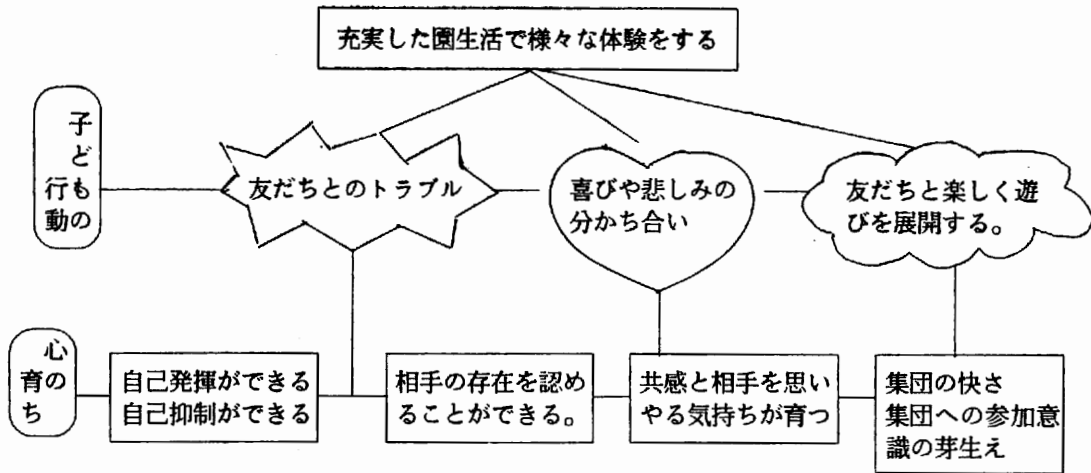 充実した園生活で様々な体験をする
子どもの
行動
友だちとのトラブル
喜びや悲しみの
分かち合い
友だちと楽しく遊
びを展開する。
心の
育ち
自己発揮ができる
自己抑制ができる
相手の存在を認め
ることができる。
共感と相手を思い
やる気持ちが育つ
集団の快さ
集団への参加意
識の芽生え